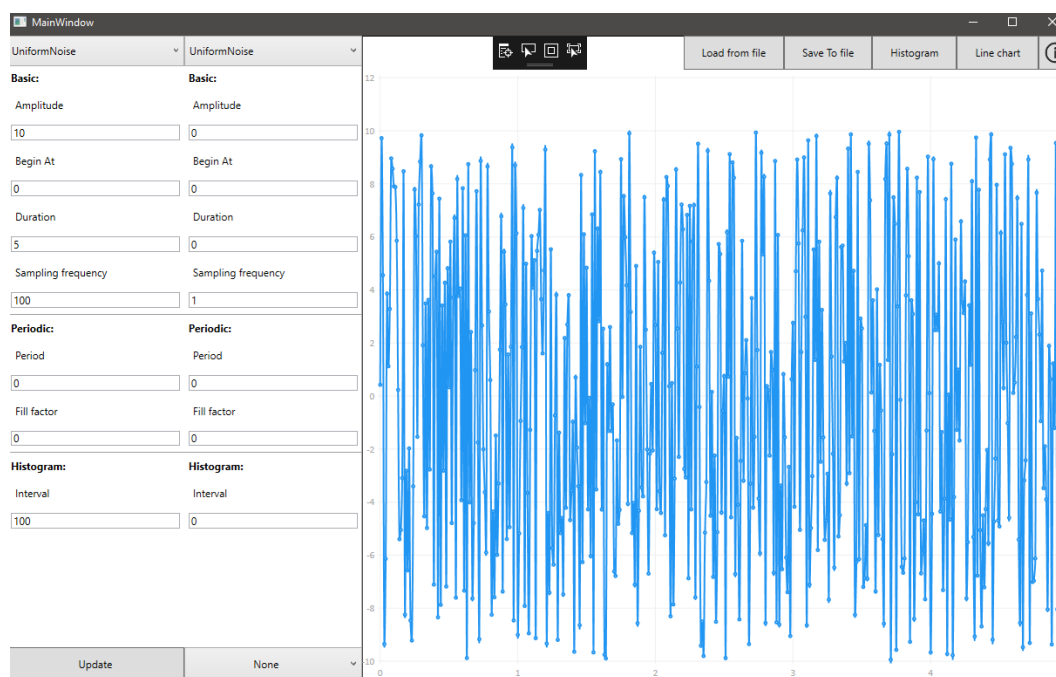 MainWindow
UniformNoise UniformNoise Load from file Save To file Histogram Line chart
Basic: Basic:
Amplitude Amplitude
10 0
Begin At Begin At
0 0
Duration Duration
5 0
Sampling frequency Sampling frequency
100 1
Periodic: Periodic:
Period Period
0 0
Fill factor Fill factor
0 0
Histogram: Histogram:
Interval Interval
100 0
Update None
12
10
8
6
4
2
0
-2
-4
-6
-8
-10
0 1 2 3 4